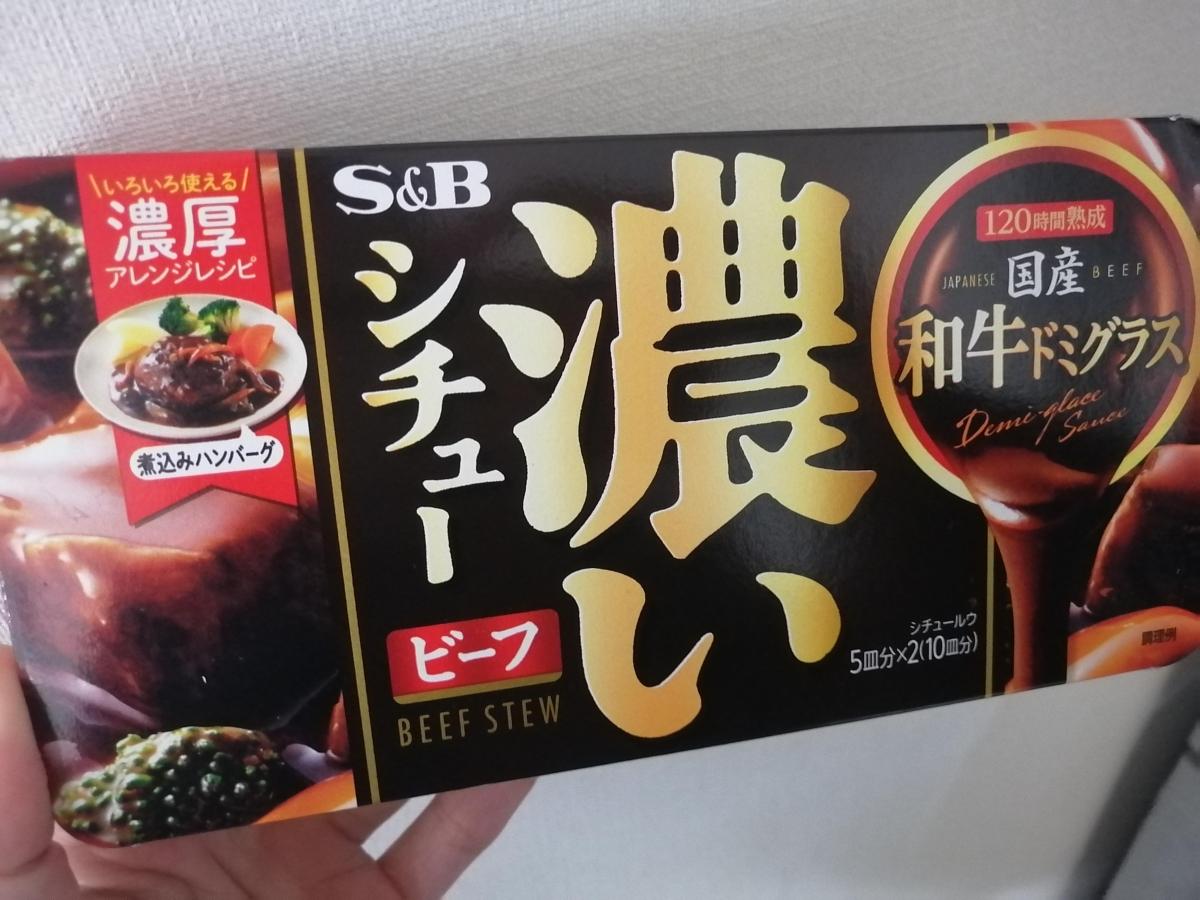 \いろいろ使える/
濃厚
アレンジレシピ
煮込みハンバーグ
S&B
濃い
シチュー
ビーフ
BEEF STEW
120時間熟成
JAPANESE 国産 BEEF
和牛ドミグラス
Demi-glace
Sauce
シチュールウ
5皿分×2(10皿分)
調理例